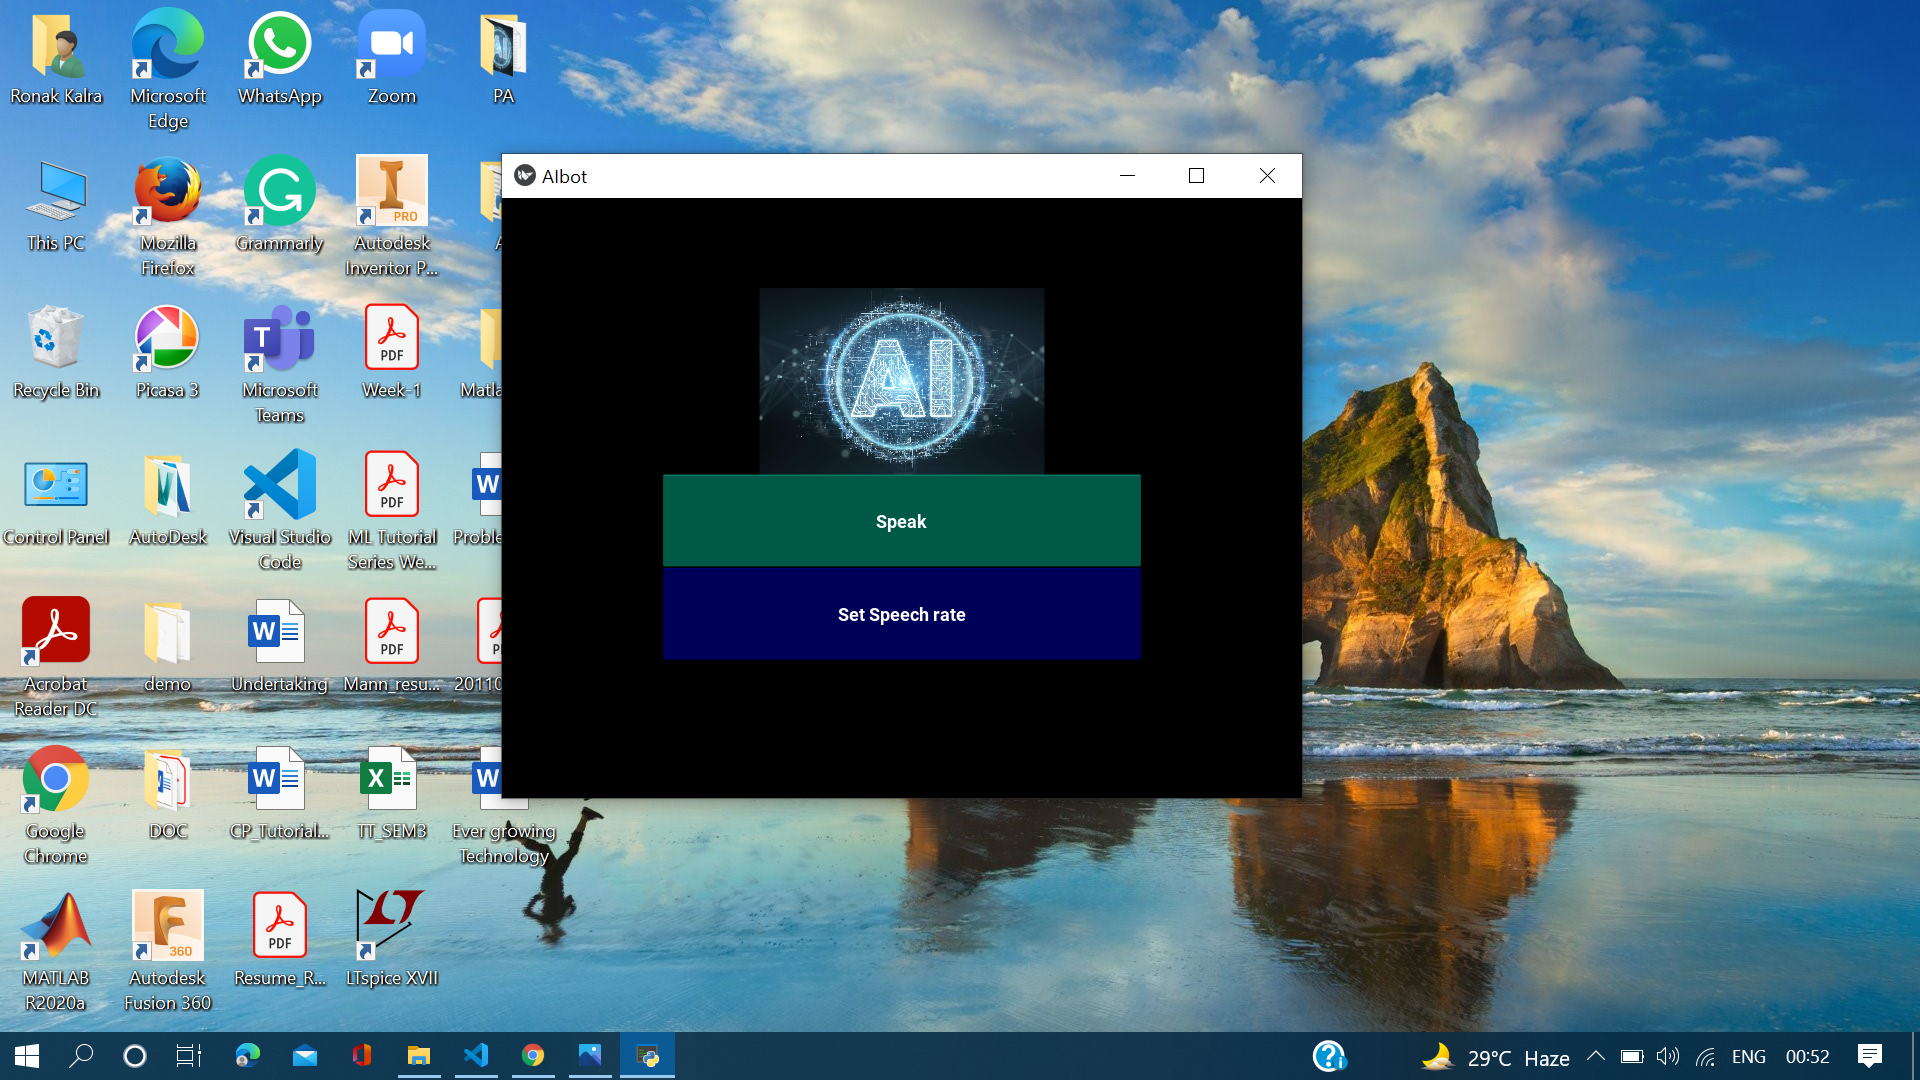 Ronak Kalra
Microsoft
Edge
WhatsApp
Zoom
PA
This PC
Mozilla
Firefox
Grammarly
PRO
Autodesk
Inventor P...
A
Recycle Bin
Picasa 3
T
Microsoft
Teams
PDF
Week-1
Matla
Control Panel
AutoDesk
Visual Studio
Code
PDF
ML Tutorial
Series We...
W
Proble
Acrobat
Reader DC
demo
W
Undertaking
PDF
Mann_resu...
20110
Google
Chrome
DOC
W
CP_Tutorial...
X
TT_SEM3
W
Ever growing
Technology
MATLAB
R2020a
360
Autodesk
Fusion 360
PDF
Resume_R...
LTspice XVII
AIbot
AI
Speak
Set Speech rate
29°C Haze
ENG
00:52